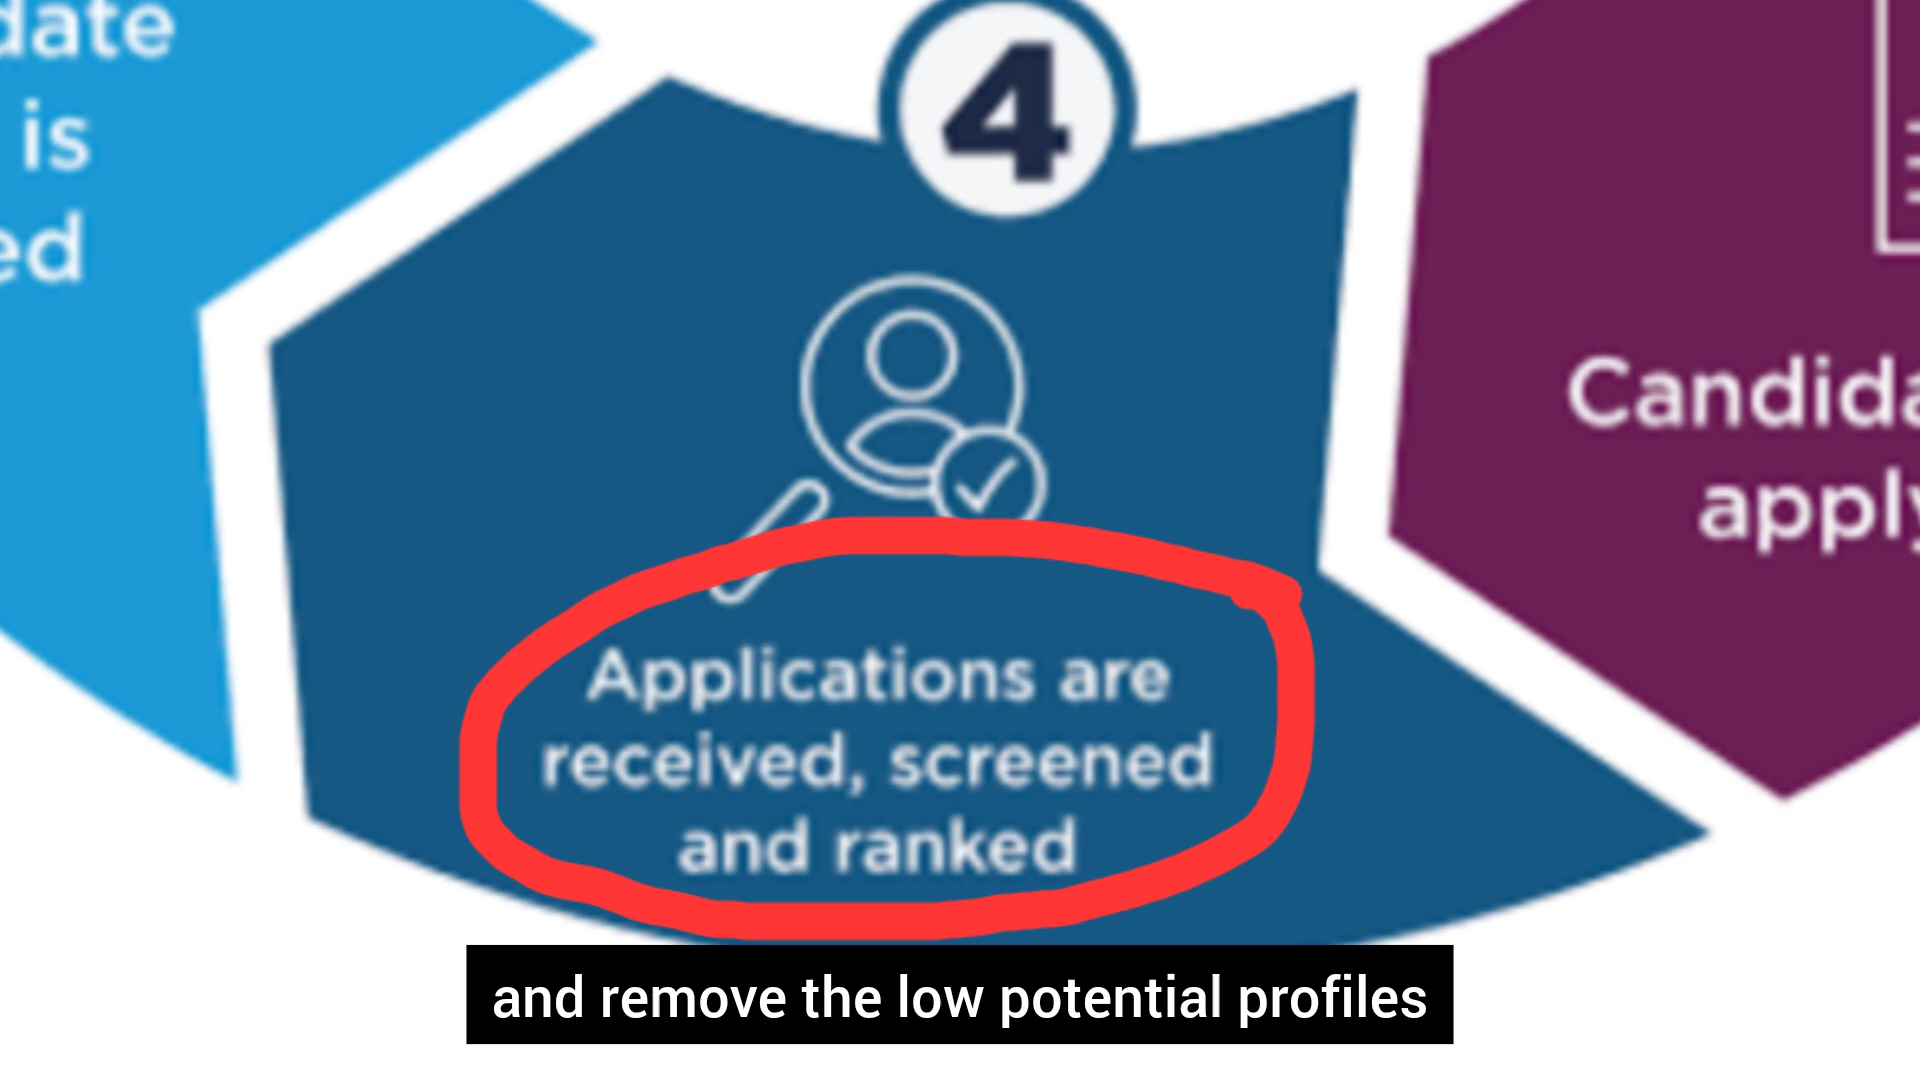 date
is
ed
4
Applications are
received, screened
and ranked
Candida
apply
and remove the low potential profiles